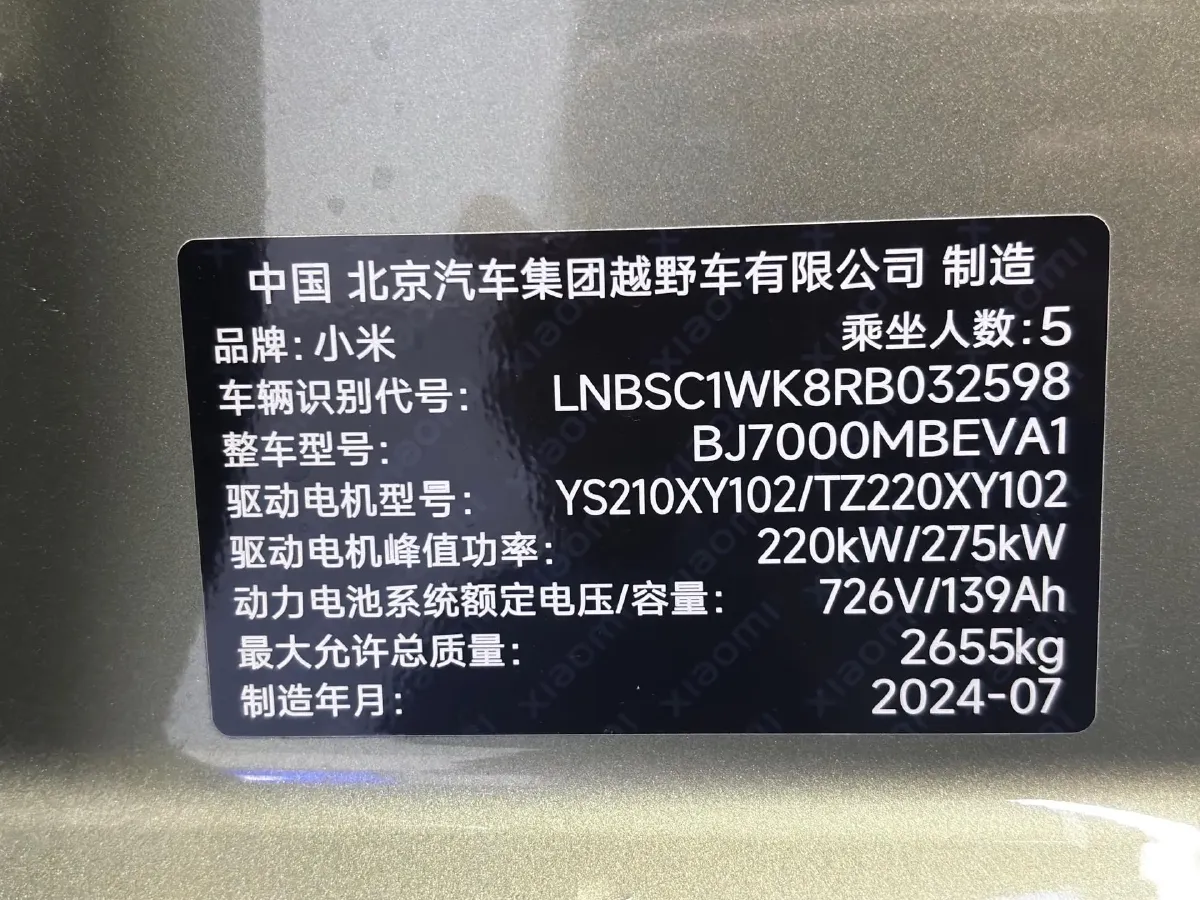 中国 北京汽车集团越野车有限公司 制造
品牌: 小米 乘坐人数:5
车辆识别代号: LNBSC1WK8RB032598
整车型号: BJ7000MBEVA1
驱动电机型号: YS210XY102/TZ220XY102
驱动电机峰值功率: 220kW/275kW
动力电池系统额定电压/容量: 726V/139Ah
最大允许总质量: 2655kg
制造年月: 2024-07